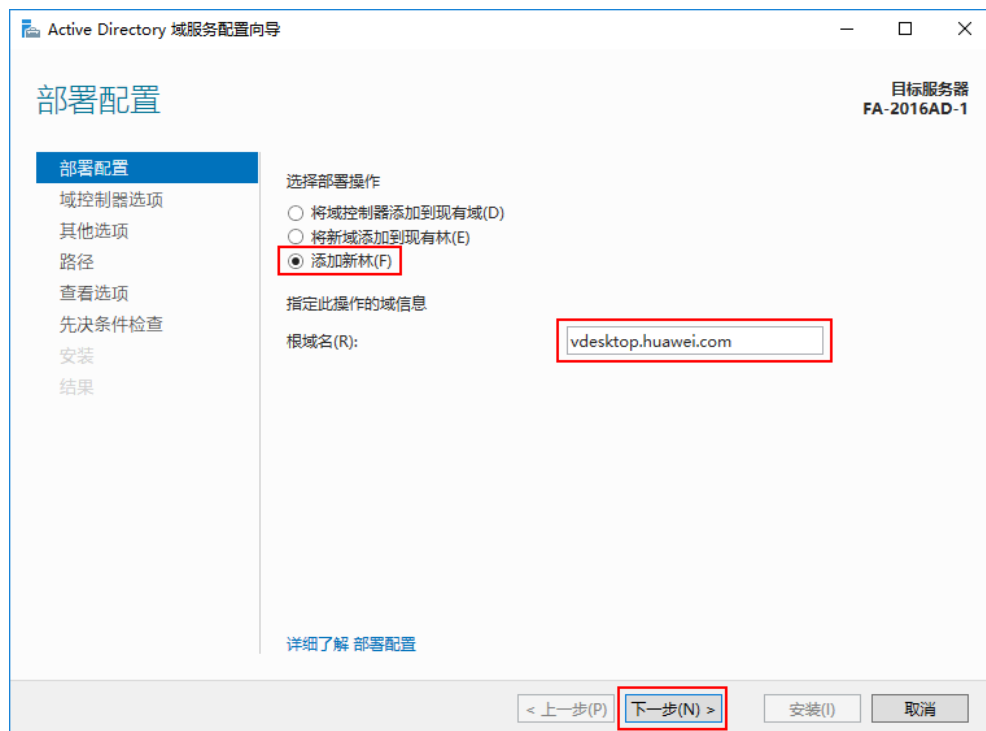 Active Directory 域服务配置向导
部署配置
目标服务器
FA-2016AD-1
部署配置
域控制器选项
其他选项
路径
查看选项
先决条件检查
安装
结果
选择部署操作
将域控制器添加到现有域(D)
将新域添加到现有林(E)
添加新林(F)
指定此操作的域信息
根域名(R):
vdesktop.huawei.com
详细了解 部署配置
< 上一步(P)
下一步(N) >
安装(I)
取消